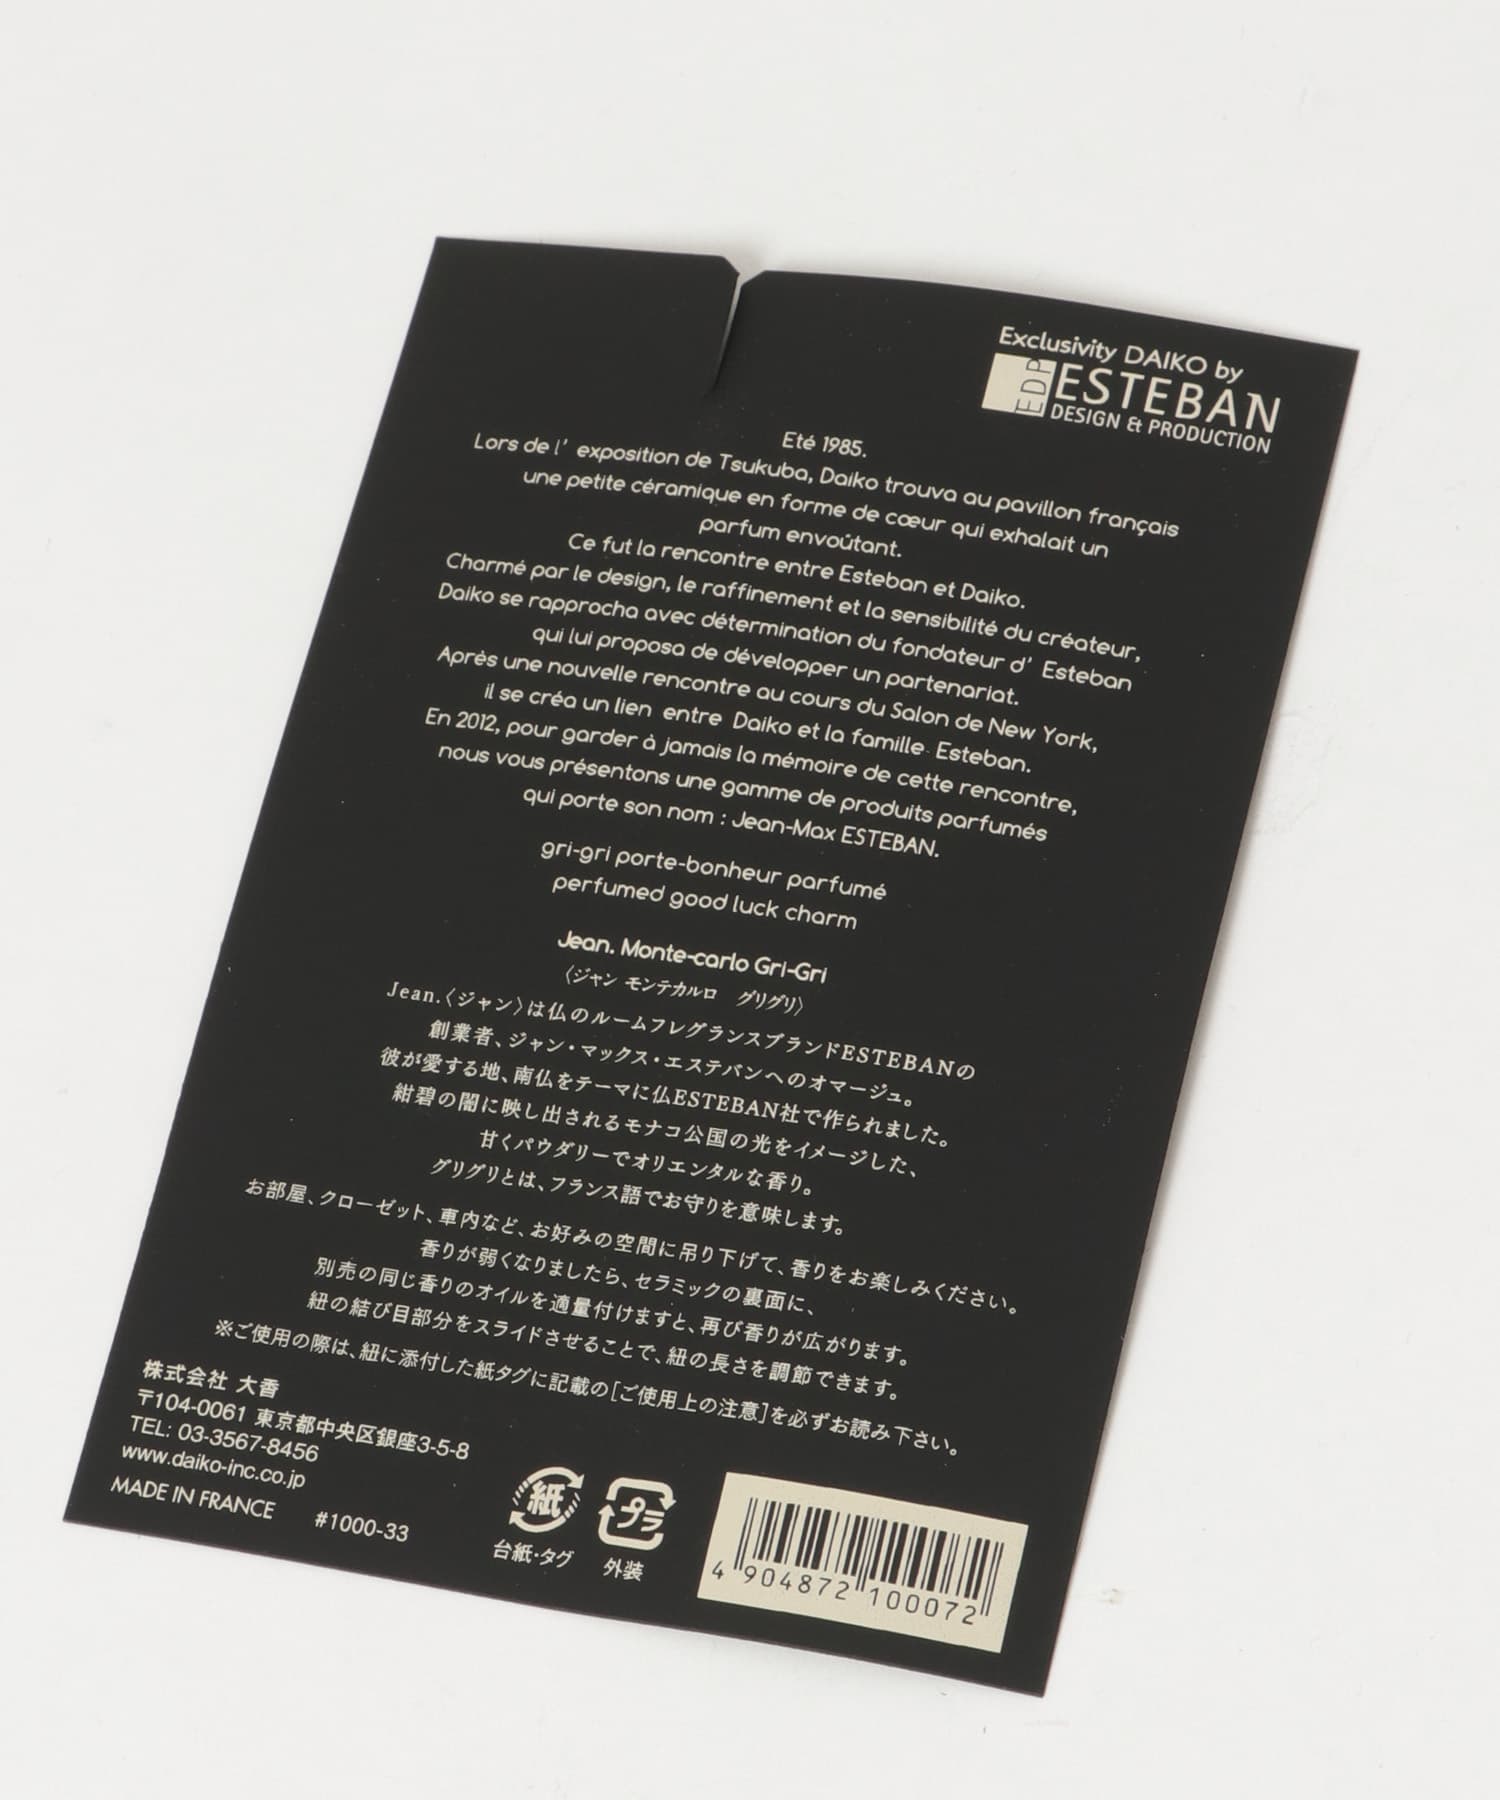 Exclusivity DAIKO by
EDP ESTEBAN
DESIGN & PRODUCTION
Eté 1985.
Lors de l’ exposition de Tsukuba, Daiko trouva au pavillon français
une petite céramique en forme de cœur qui exhalait un
parfum envoûtant.
Ce fut la rencontre entre Esteban et Daiko.
Charmé par le design, le raffinement et la sensibilité du créateur,
Daiko se rapprocha avec détermination du fondateur d’ Esteban
qui lui proposa de développer un partenariat.
Après une nouvelle rencontre au cours du Salon de New York,
il se créa un lien entre Daiko et la famille Esteban.
En 2012, pour garder à jamais la mémoire de cette rencontre,
nous vous présentons une gamme de produits parfumés
qui porte son nom : Jean-Max ESTEBAN.
gri-gri porte-bonheur parfumé
perfumed good luck charm
Jean. Monte-carlo Gri-Gri
〈ジャン モンテカルロ グリグリ〉
Jean.〈ジャン〉は仏のルームフレグランスブランドESTEBANの
創業者、ジャン・マックス・エステバンへのオマージュ。
彼が愛する地、南仏をテーマに仏ESTEBAN社で作られました。
紺碧の闇に映し出されるモナコ公国の光をイメージした、
甘くパウダリーでオリエンタルな香り。
グリグリとは、フランス語でお守りを意味します。
お部屋、クローゼット、車内など、お好みの空間に吊り下げて、香りをお楽しみください。
香りが弱くなりましたら、セラミックの裏面に、
別売の同じ香りのオイルを適量付けますと、再び香りが広がります。
紐の結び目部分をスライドさせることで、紐の長さを調節できます。
※ご使用の際は、紐に添付した紙タグに記載の[ご使用上の注意]を必ずお読み下さい。
株式会社 大香
〒104-0061 東京都中央区銀座3-5-8
TEL: 03-3567-8456
www.daiko-inc.co.jp
MADE IN FRANCE #1000-33
紙 プラ
台紙・タグ 外装
4 904872 100072